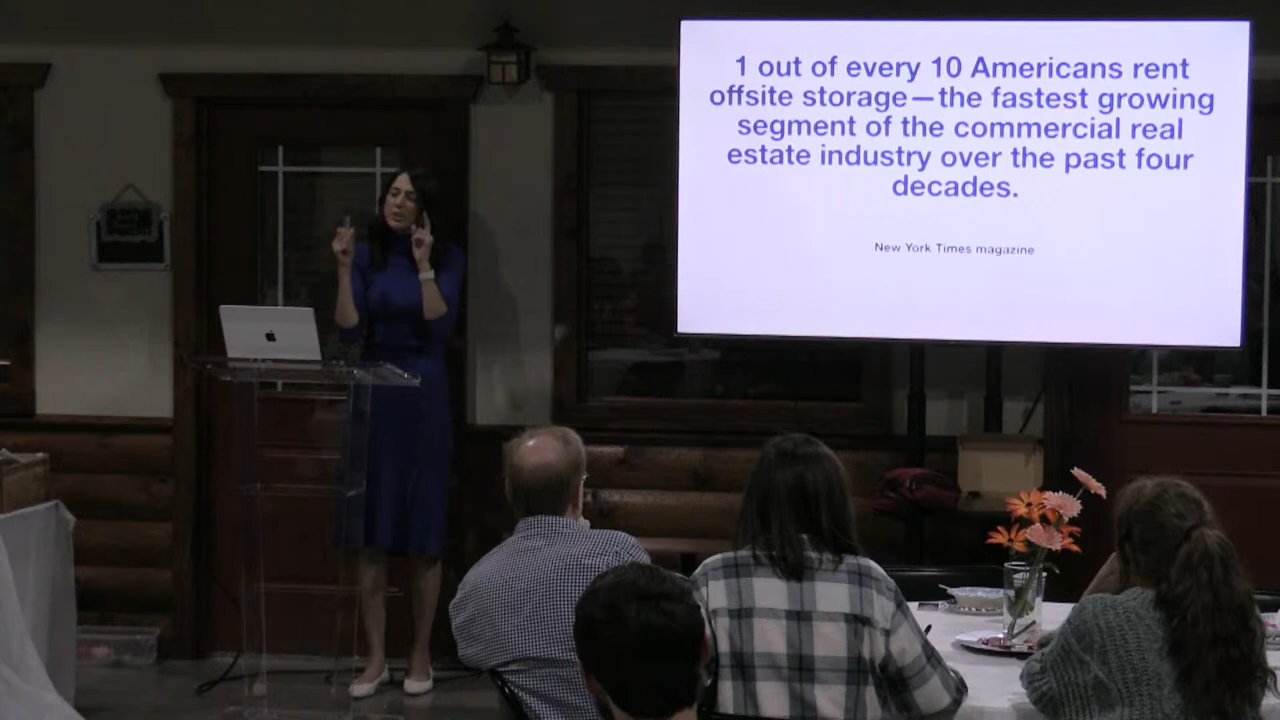 1 out of every 10 Americans rent
offsite storage—the fastest growing
segment of the commercial real
estate industry over the past four
decades.
New York Times magazine